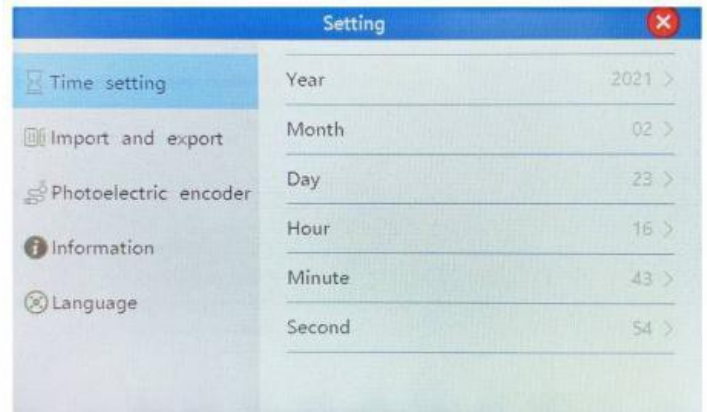 Setting
Time setting
Import and export
Photoelectric encoder
Information
Language
Year 2021 >
Month 02 >
Day 23 >
Hour 16 >
Minute 43 >
Second 54 >